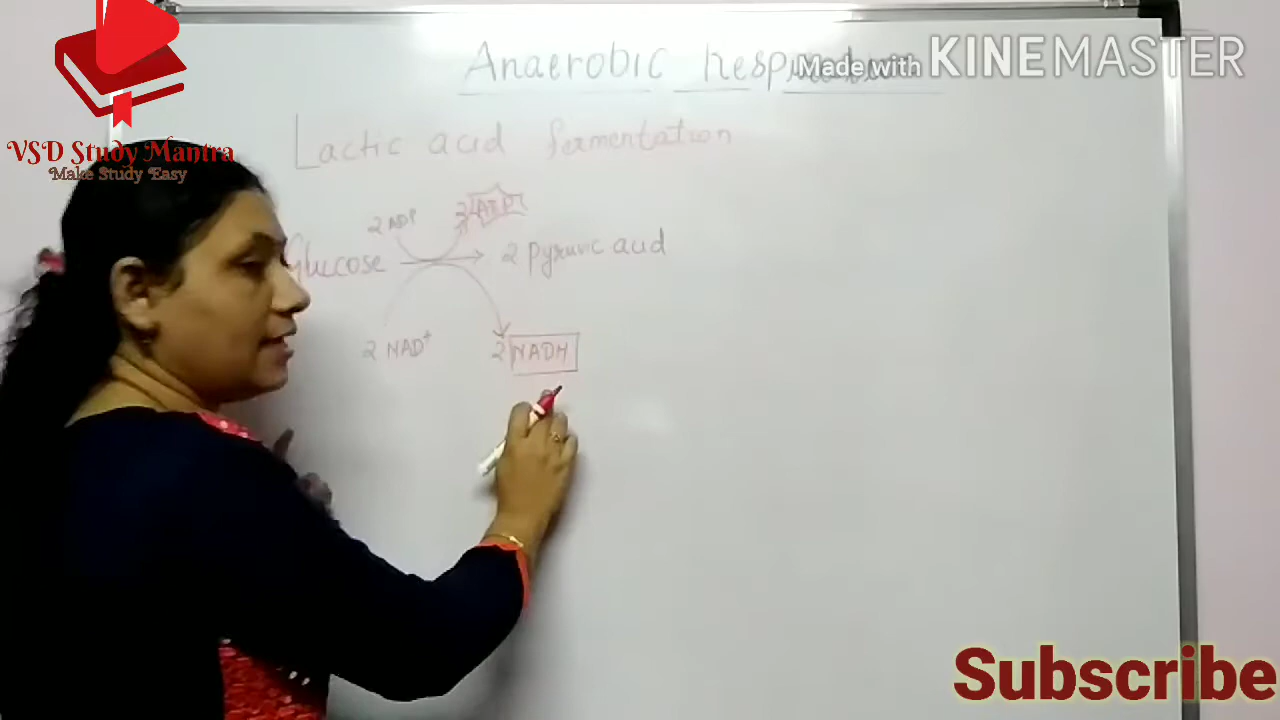 Anaerobic
Made with KINEMASTER
VSD Study Mantra
Make Study Easy
Lactic acid fermentation
2 ADP 2 ATP
Glucose → 2 pyruvic acid
2 NAD⁺ 2 NADH
Subscribe